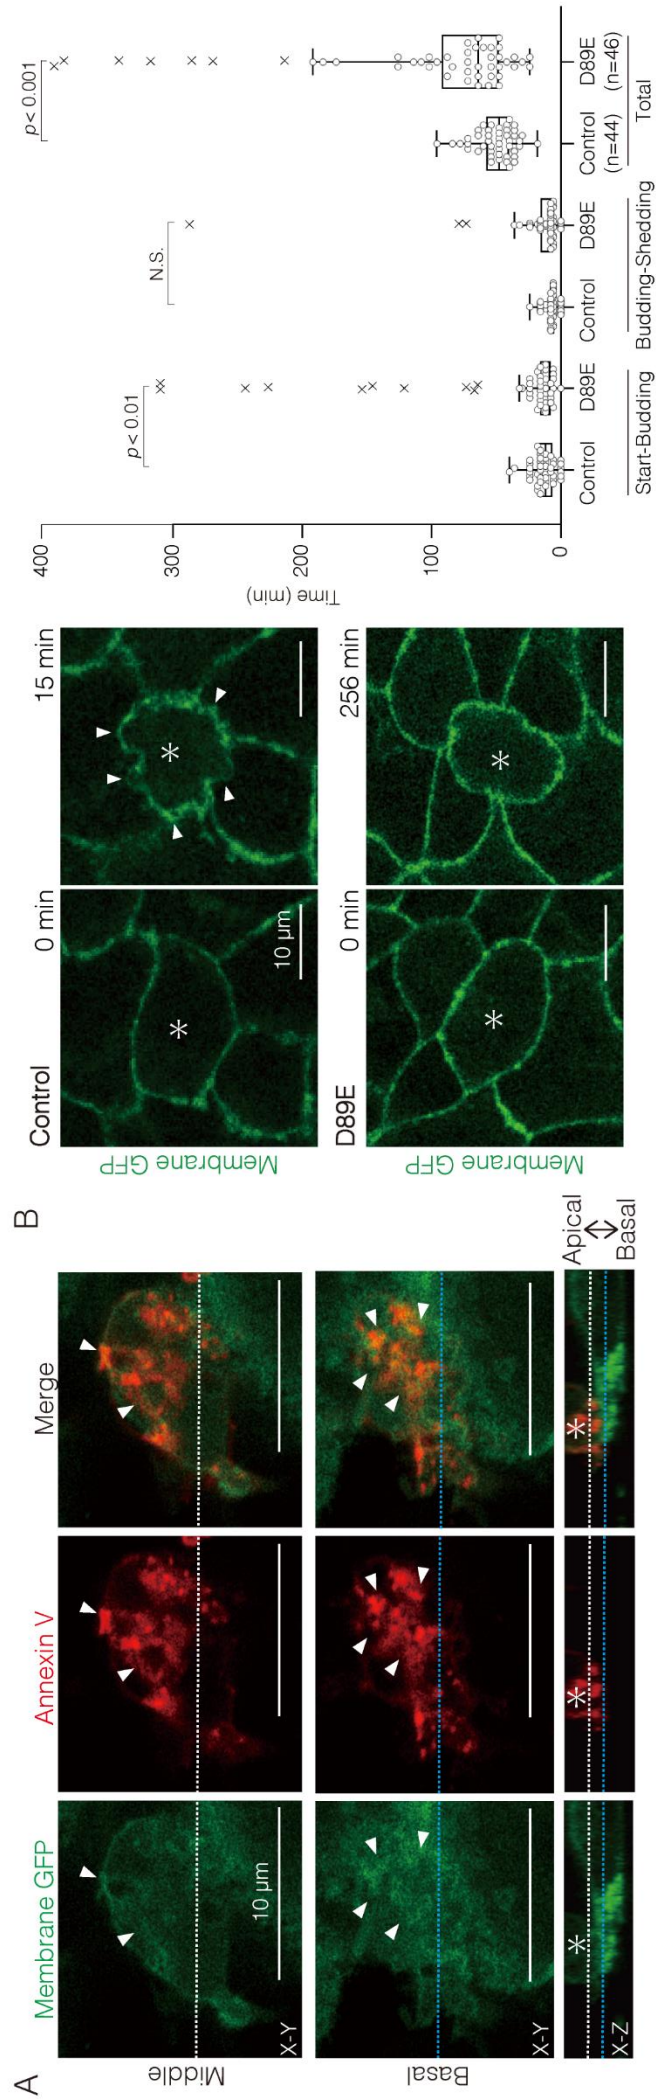 A
Membrane GFP
Annexin V
Merge
Middle
10 μm
X-Y
Basal
X-Y
X-Z
Apical
Basal
B
Control
0 min
15 min
Membrane GFP
10 μm
D89E
0 min
256 min
Membrane GFP
Time (min)
400
300
200
100
0
p < 0.01
N.S.
p < 0.001
Control
D89E
Control
D89E
Control
(n=44)
D89E
(n=46)
Start-Budding
Budding-Shedding
Total